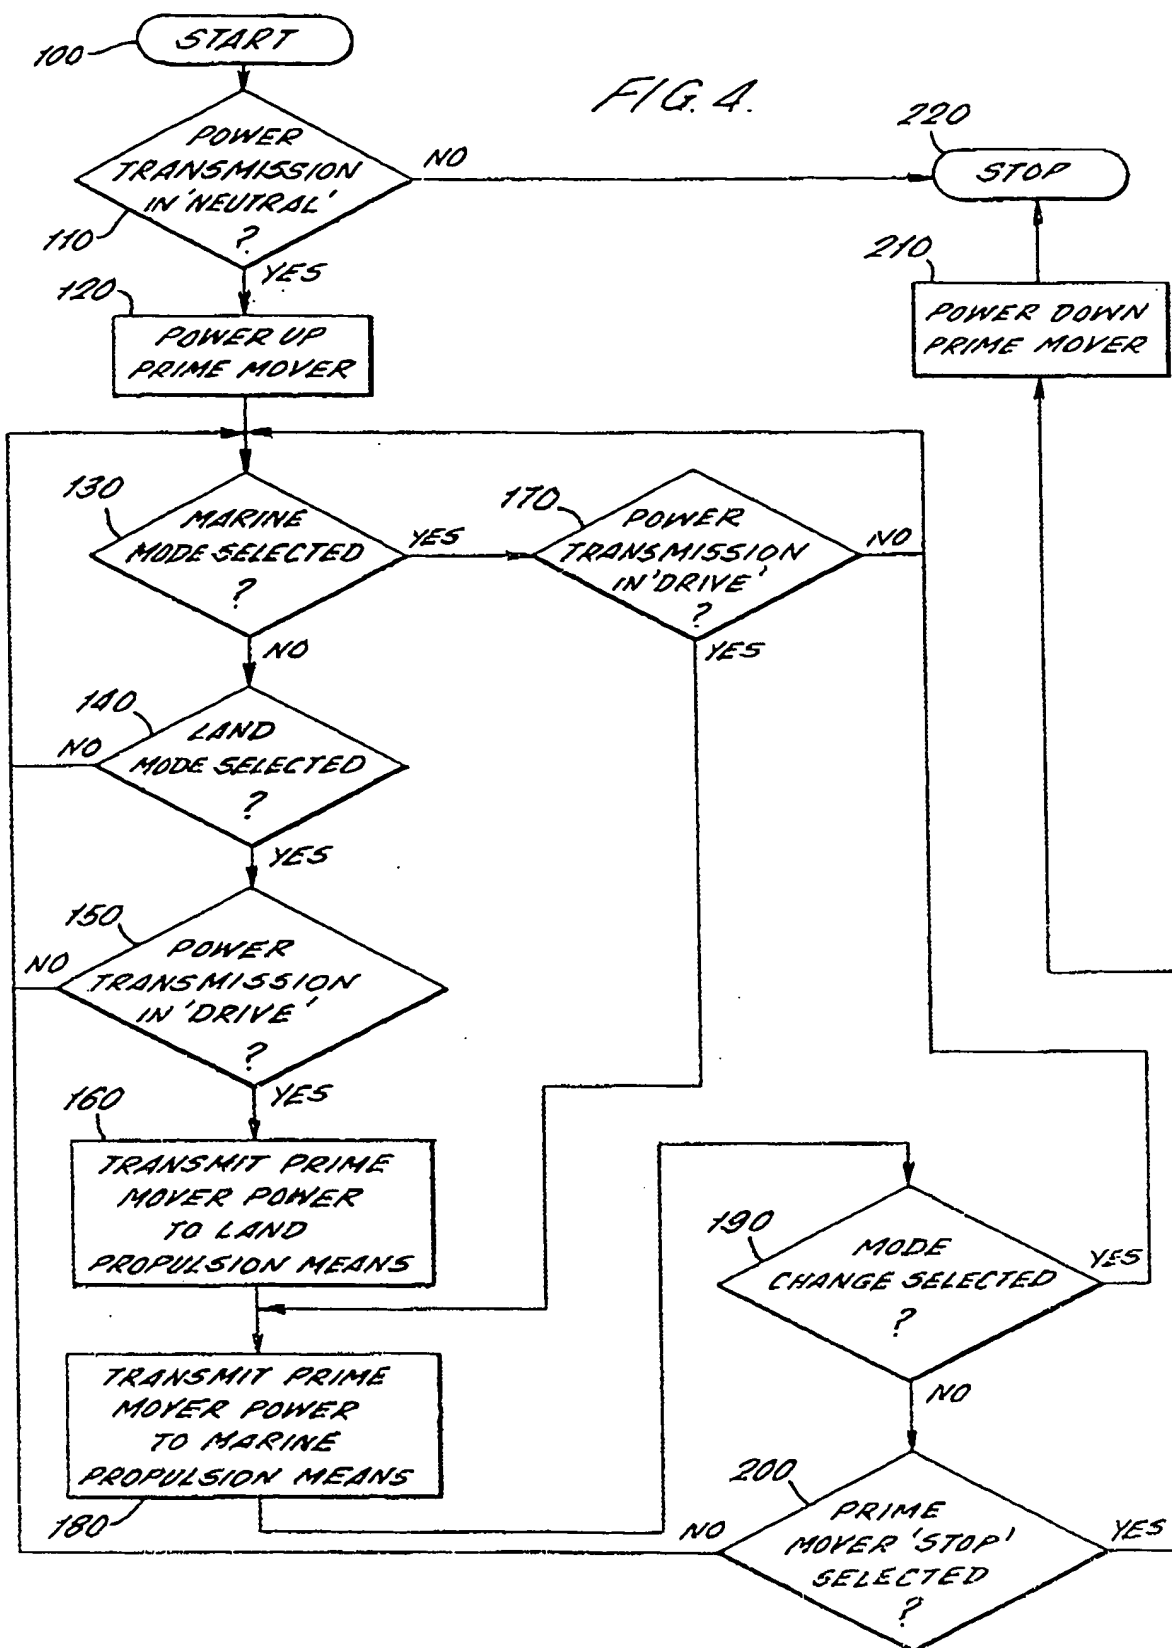 FIG. 4.
100
START
POWER
TRANSMISSION
IN 'NEUTRAL'
?
110
NO
YES
220
STOP
210
POWER DOWN
PRIME MOVER
120
POWER UP
PRIME MOVER
130
MARINE
MODE SELECTED
?
YES
NO
170
POWER
TRANSMISSION
IN 'DRIVE'
?
NO
YES
140
LAND
MODE SELECTED
?
NO
YES
150
POWER
TRANSMISSION
IN 'DRIVE'
?
NO
YES
160
TRANSMIT PRIME
MOVER POWER
TO LAND
PROPULSION MEANS
TRANSMIT PRIME
MOVER POWER
TO MARINE
PROPULSION MEANS
180
190
MODE
CHANGE SELECTED
?
YES
NO
200
PRIME
MOVER 'STOP'
SELECTED
?
NO
YES